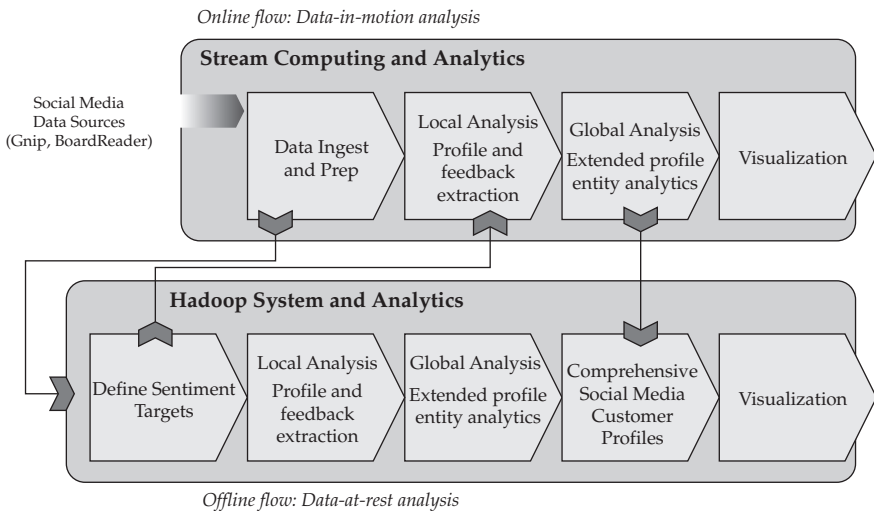 Online flow: Data-in-motion analysis
Stream Computing and Analytics
Social Media
Data Sources
(Gnip, BoardReader)
Data Ingest
and Prep
Local Analysis
Profile and
feedback
extraction
Global Analysis
Extended profile
entity analytics
Visualization
Hadoop System and Analytics
Define Sentiment
Targets
Local Analysis
Profile and
feedback
extraction
Global Analysis
Extended profile
entity analytics
Comprehensive
Social Media
Customer
Profiles
Visualization
Offline flow: Data-at-rest analysis